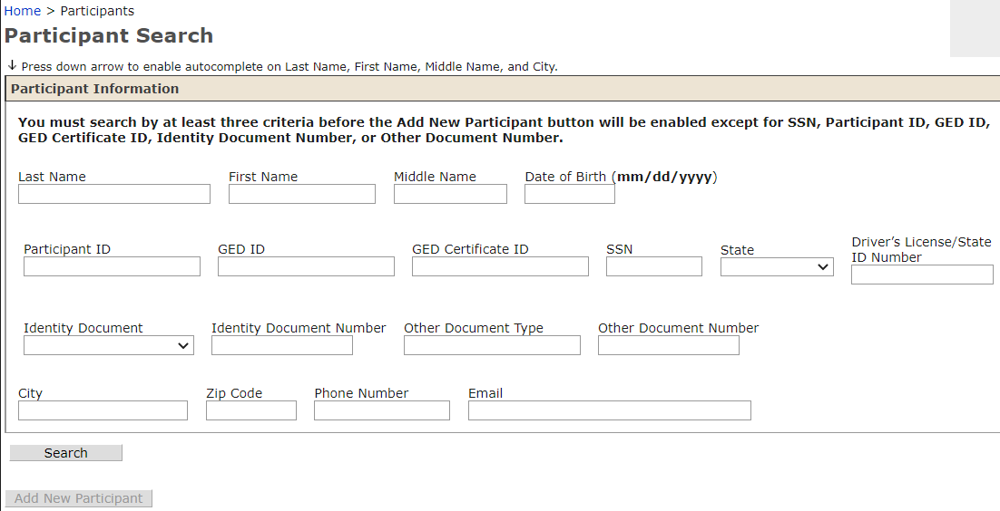 Home > Participants
Participant Search
↓ Press down arrow to enable autocomplete on Last Name, First Name, Middle Name, and City.
Participant Information
You must search by at least three criteria before the Add New Participant button will be enabled except for SSN, Participant ID, GED ID,
GED Certificate ID, Identity Document Number, or Other Document Number.
Last Name First Name Middle Name Date of Birth (mm/dd/yyyy)
Participant ID GED ID GED Certificate ID SSN State Driver’s License/State
ID Number
Identity Document Identity Document Number Other Document Type Other Document Number
City Zip Code Phone Number Email
Search
Add New Participant